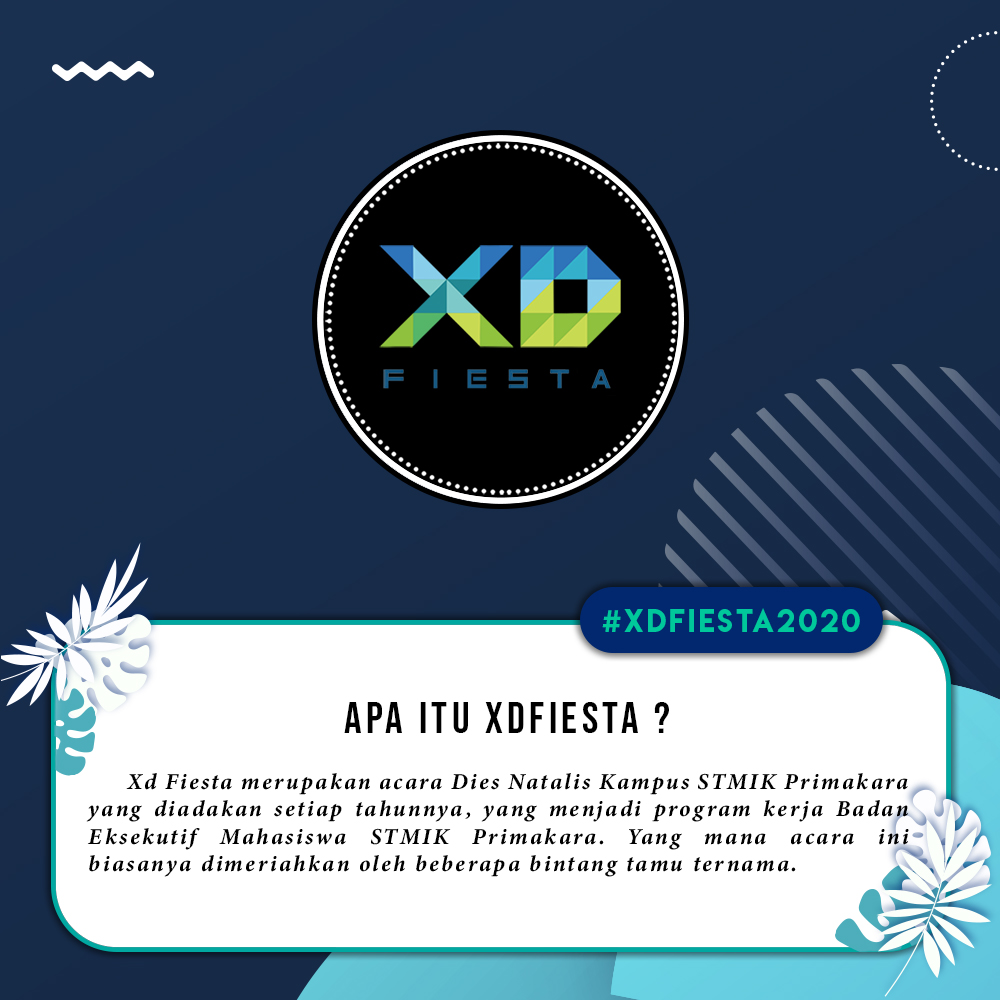 XD
FIESTA
#XDFIESTA2020
APA ITU XDFIESTA ?
Xd Fiesta merupakan acara Dies Natalis Kampus STMIK Primakara
yang diadakan setiap tahunnya, yang menjadi program kerja Badan
Eksekutif Mahasiswa STMIK Primakara. Yang mana acara ini
biasanya dimeriahkan oleh beberapa bintang tamu ternama.